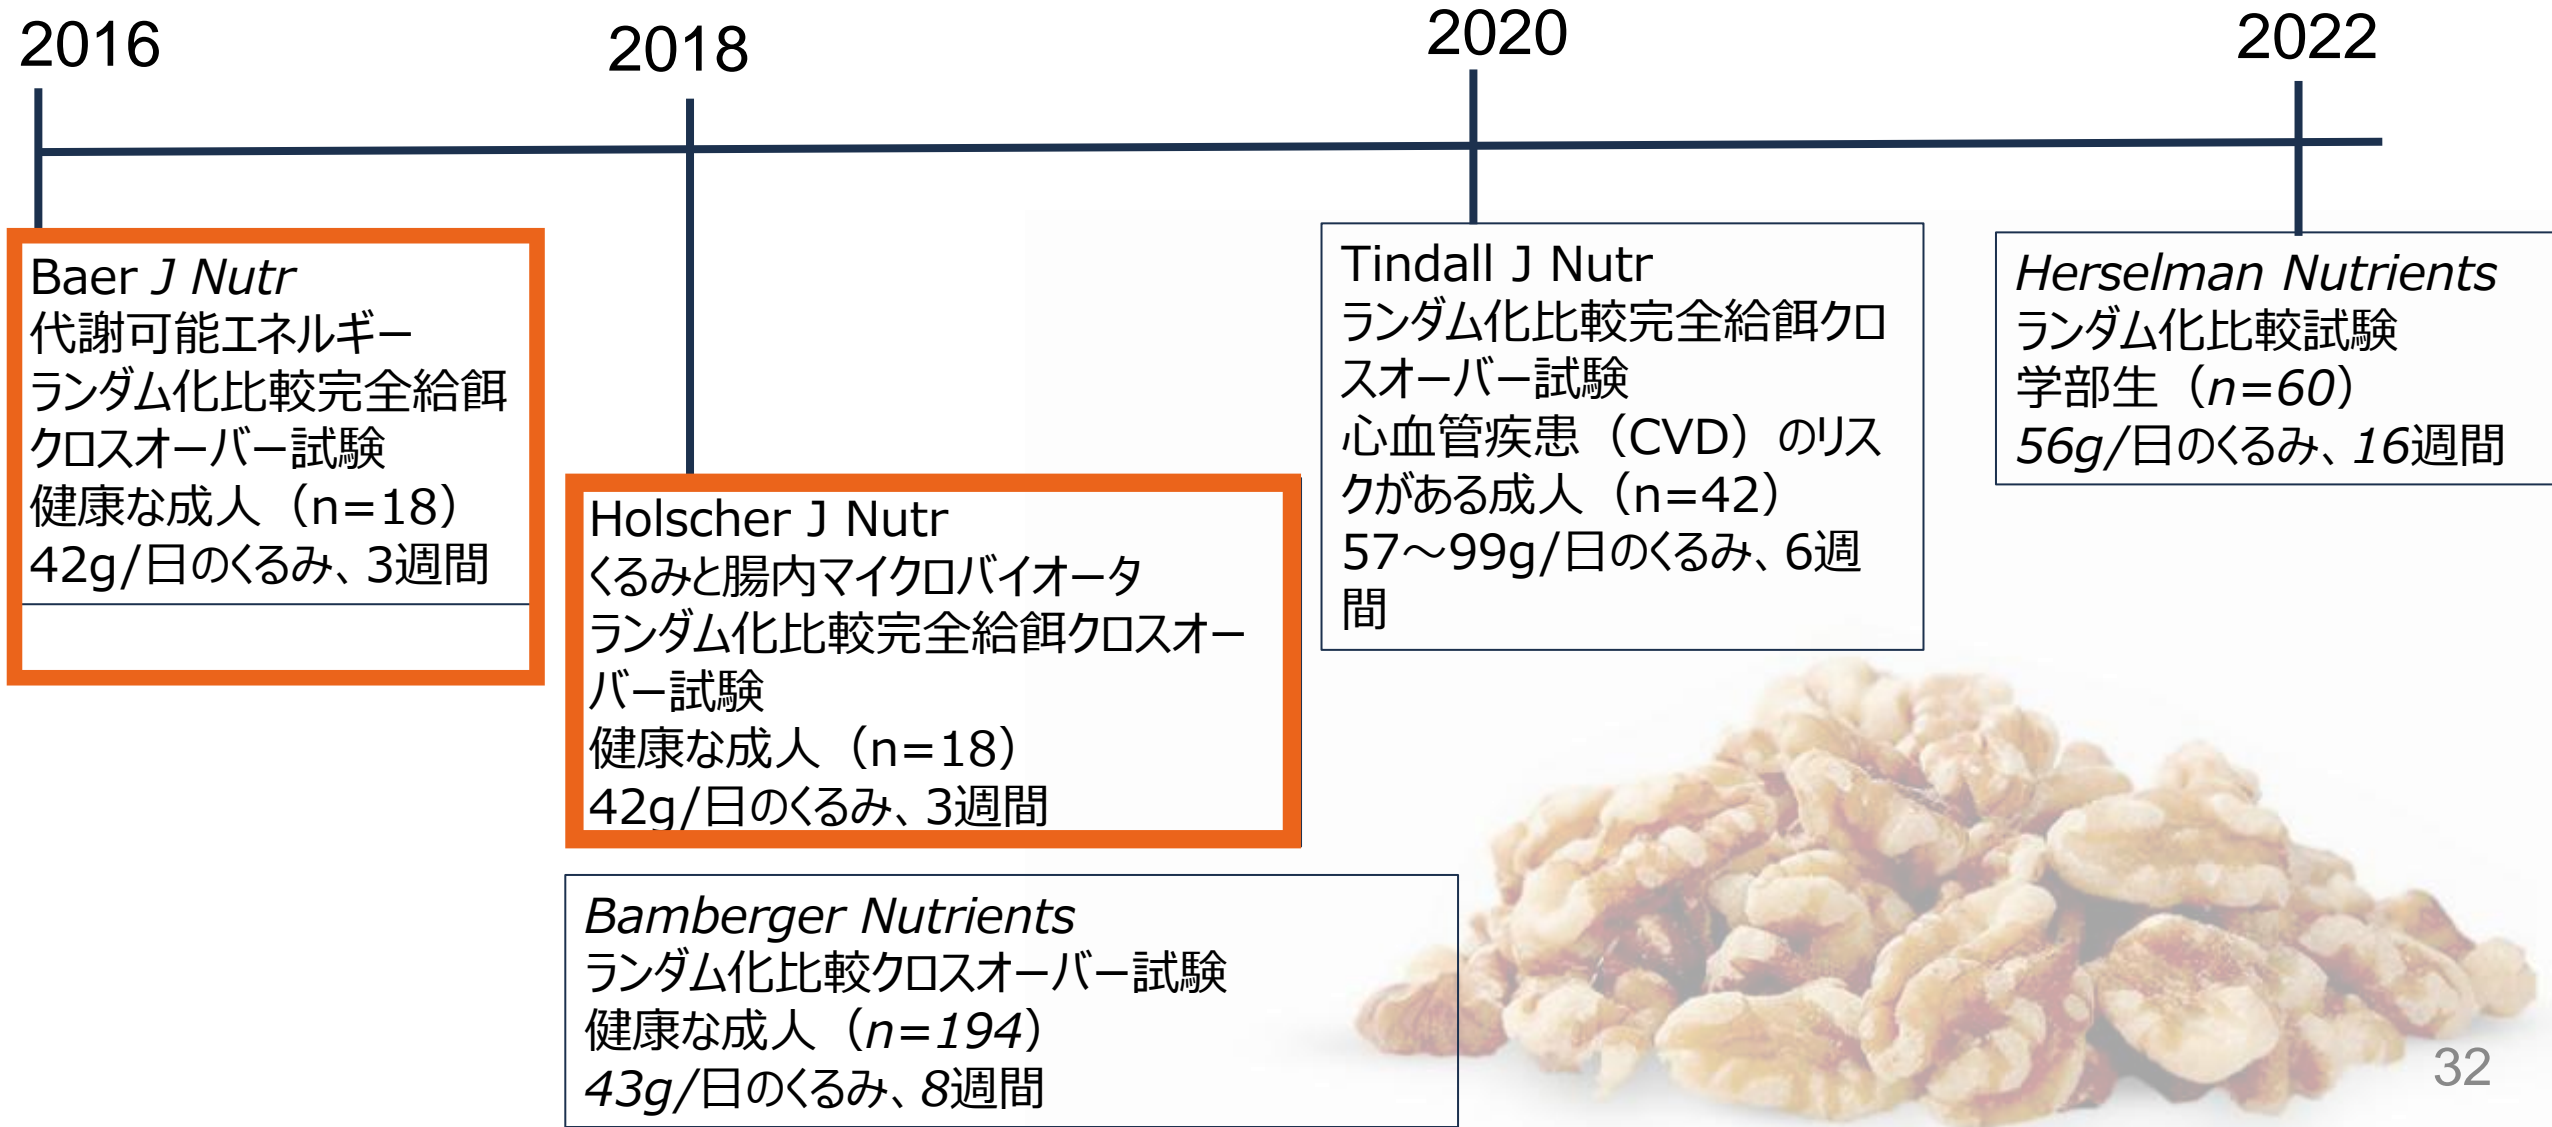 2016
2018
2020
2022
Baer J Nutr
代謝可能エネルギー
ランダム化比較完全給餌
クロスオーバー試験
健康な成人（n=18）
42g/日のくるみ、3週間
Holscher J Nutr
くるみと腸内マイクロバイオータ
ランダム化比較完全給餌クロスオー
バー試験
健康な成人（n=18）
42g/日のくるみ、3週間
Bamberger Nutrients
ランダム化比較クロスオーバー試験
健康な成人（n=194）
43g/日のくるみ、8週間
Tindall J Nutr
ランダム化比較完全給餌クロ
スオーバー試験
心血管疾患（CVD）のリス
クがある成人（n=42）
57～99g/日のくるみ、6週
間
Herselman Nutrients
ランダム化比較試験
学部生（n=60）
56g/日のくるみ、16週間
32